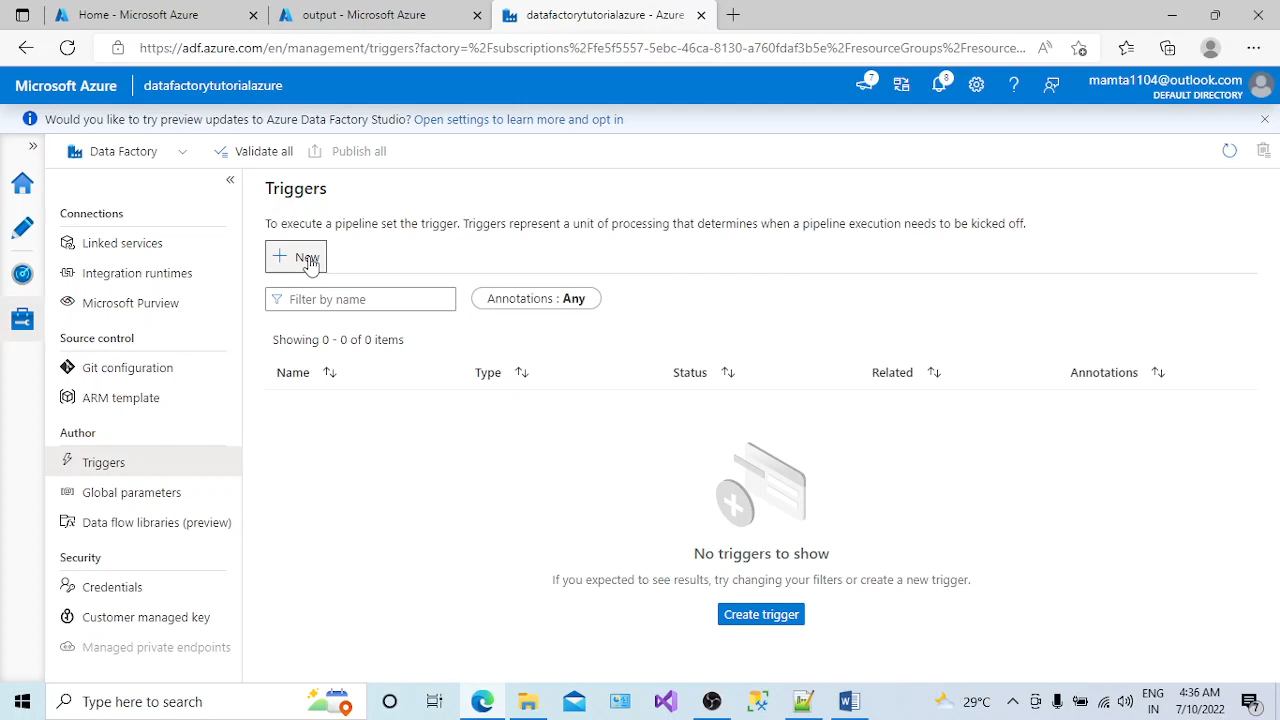 Home - Microsoft Azure
output - Microsoft Azure
datafactorytutorialazure - Azure
https://adf.azure.com/en/management/triggers?factory=%2Fsubscriptions%2Ffe5f5557-5ebc-46ca-8130-a760fdaf3b5e%2FresourceGroups%2Fresource...
Microsoft Azure
datafactorytutorialazure
7
8
mamta1104@outlook.com
DEFAULT DIRECTORY
Would you like to try preview updates to Azure Data Factory Studio? Open settings to learn more and opt in
Data Factory
Validate all
Publish all
Connections
Linked services
Integration runtimes
Microsoft Purview
Source control
Git configuration
ARM template
Author
Triggers
Global parameters
Data flow libraries (preview)
Security
Credentials
Customer managed key
Managed private endpoints
Triggers
To execute a pipeline set the trigger. Triggers represent a unit of processing that determines when a pipeline execution needs to be kicked off.
New
Filter by name
Annotations : Any
Showing 0 - 0 of 0 items
Name
Type
Status
Related
Annotations
No triggers to show
If you expected to see results, try changing your filters or create a new trigger.
Create trigger
Type here to search
29°C
ENG
IN
4:36 AM
7/10/2022
7